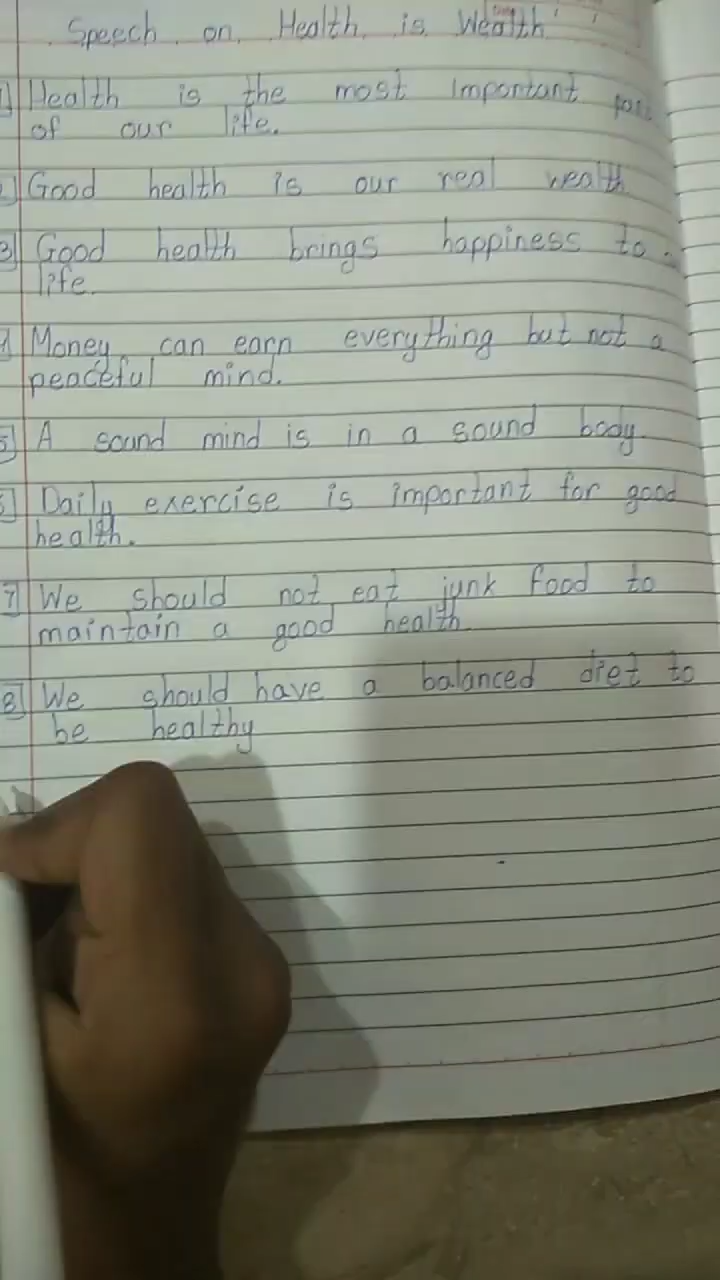 Speech on Health is Wealth
1) Health is the most important part
of our life.
2) Good health is our real wealth
3) Good health brings happiness to
life.
4) Money can earn everything but not a
peaceful mind.
5) A sound mind is in a sound body.
6) Daily exercise is important for good
health.
7) We should not eat junk food to
maintain a good health.
8) We should have a balanced diet to
be healthy